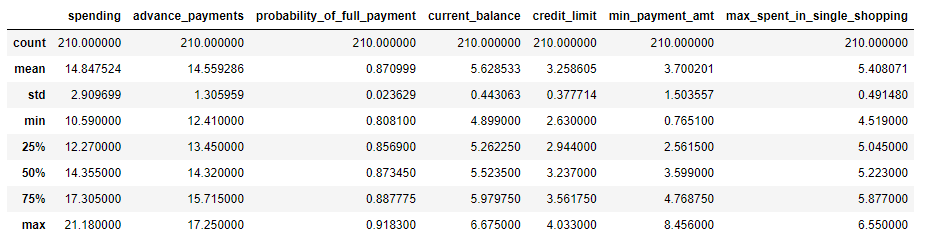 spending advance_payments probability_of_full_payment current_balance credit_limit min_payment_amt max_spent_in_single_shopping
count 210.000000 210.000000 210.000000 210.000000 210.000000 210.000000 210.000000
mean 14.847524 14.559286 0.870999 5.628533 3.258605 3.700201 5.408071
std 2.909699 1.305959 0.023629 0.443063 0.377714 1.503557 0.491480
min 10.590000 12.410000 0.808100 4.899000 2.630000 0.765100 4.519000
25% 12.270000 13.450000 0.856900 5.262250 2.944000 2.561500 5.045000
50% 14.355000 14.320000 0.873450 5.523500 3.237000 3.599000 5.223000
75% 17.305000 15.715000 0.887775 5.979750 3.561750 4.768750 5.877000
max 21.180000 17.250000 0.918300 6.675000 4.033000 8.456000 6.550000